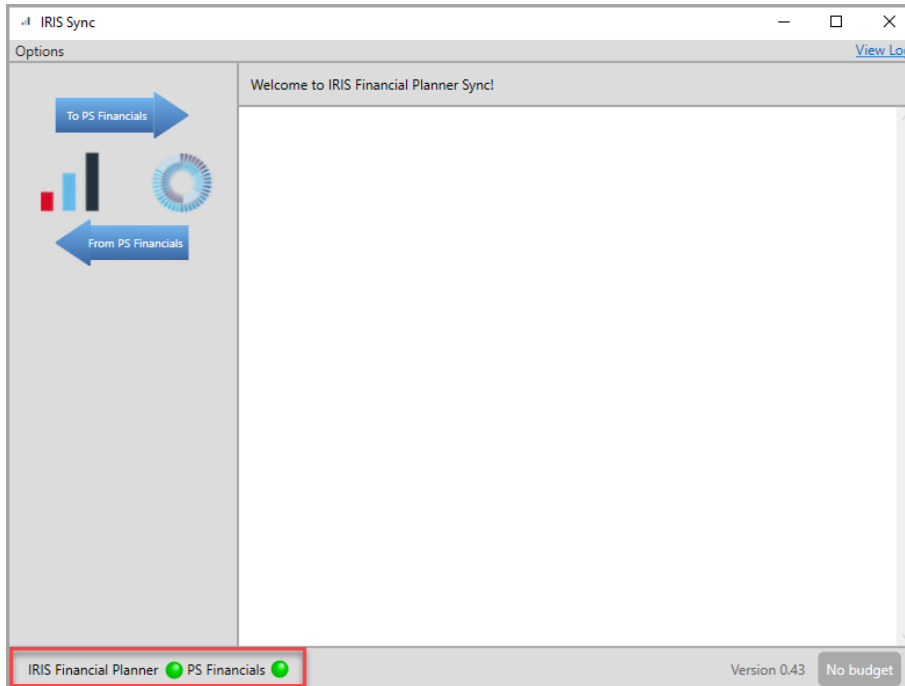 IRIS Sync
Options
View Log
Welcome to IRIS Financial Planner Sync!
To PS Financials
From PS Financials
IRIS Financial Planner PS Financials
Version 0.43 No budget